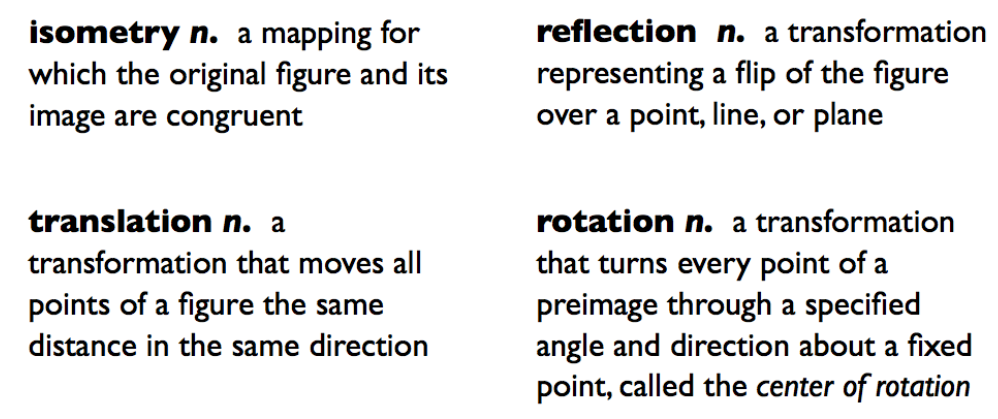 isometry n. a mapping for
which the original figure and its
image are congruent
reflection n. a transformation
representing a flip of the figure
over a point, line, or plane
translation n. a
transformation that moves all
points of a figure the same
distance in the same direction
rotation n. a transformation
that turns every point of a
preimage through a specified
angle and direction about a fixed
point, called the center of rotation